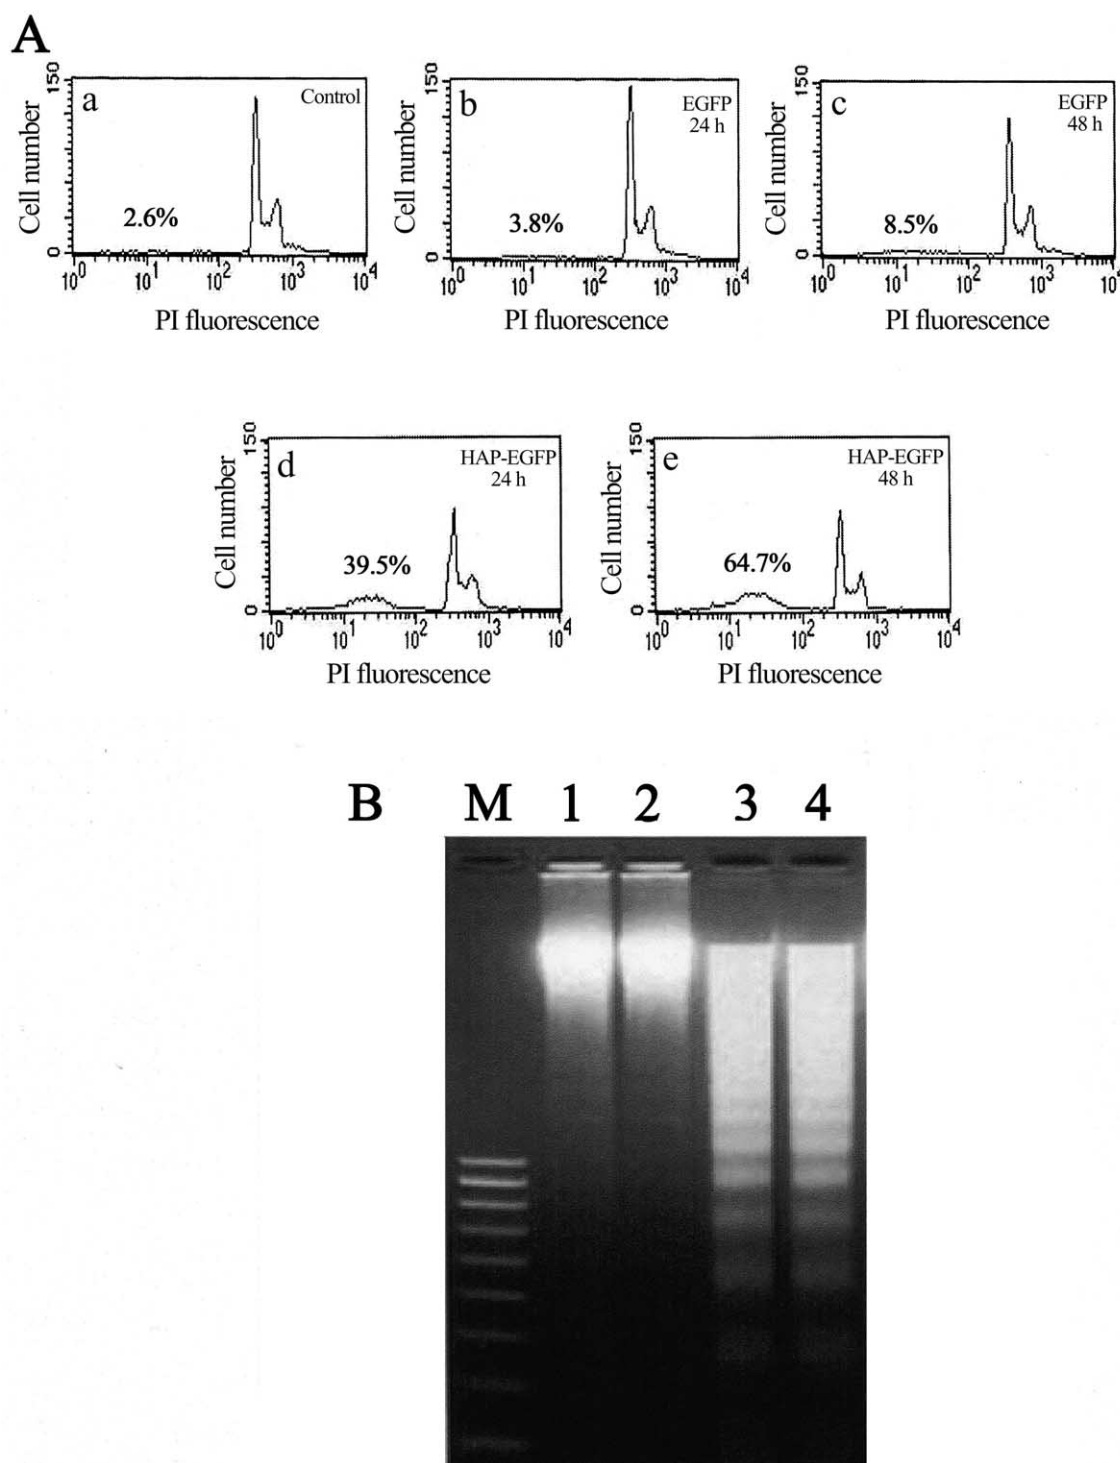 A
a
Control
150
Cell number
2.6%
0
10^0 10^1 10^2 10^3 10^4
PI fluorescence
b
EGFP
24 h
150
Cell number
3.8%
0
10^0 10^1 10^2 10^3 10^4
PI fluorescence
c
EGFP
48 h
150
Cell number
8.5%
0
10^0 10^1 10^2 10^3
PI fluorescence
d
HAP-EGFP
24 h
150
Cell number
39.5%
0
10^0 10^1 10^2 10^3 10^4
PI fluorescence
e
HAP-EGFP
48 h
150
Cell number
64.7%
0
10^0 10^1 10^2 10^3 10^4
PI fluorescence
B M 1 2 3 4